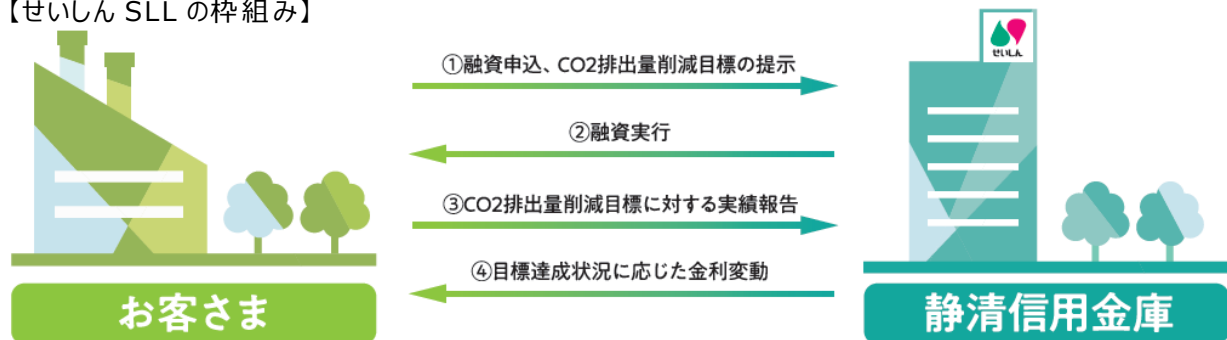 【せいしん SLL の枠組み】
せいしん
①融資申込、CO2排出量削減目標の提示
②融資実行
③CO2排出量削減目標に対する実績報告
④目標達成状況に応じた金利変動
お客さま
静清信用金庫